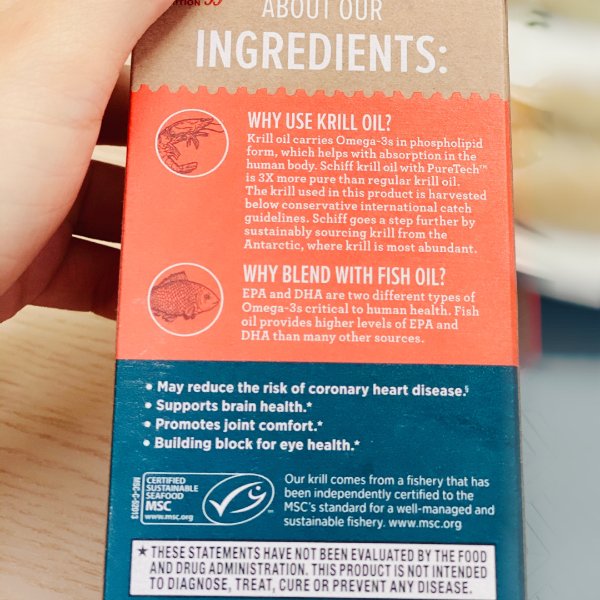 ABOUT OUR
INGREDIENTS:
WHY USE KRILL OIL?
Krill oil carries Omega-3s in phospholipid
form, which helps with absorption in the
human body. Schiff krill oil with PureTech™
is 3X more pure than regular krill oil.
The krill used in this product is harvested
below conservative international catch
guidelines. Schiff goes a step further by
sustainably sourcing krill from the
Antarctic, where krill is most abundant.
WHY BLEND WITH FISH OIL?
EPA and DHA are two different types of
Omega-3s critical to human health. Fish
oil provides higher levels of EPA and
DHA than many other sources.
• May reduce the risk of coronary heart disease.§
• Supports brain health.*
• Promotes joint comfort.*
• Building block for eye health.*
MSC-C-52013
CERTIFIED
SUSTAINABLE
SEAFOOD
MSC
www.msc.org
Our krill comes from a fishery that has
been independently certified to the
MSC's standard for a well-managed and
sustainable fishery. www.msc.org
★ THESE STATEMENTS HAVE NOT BEEN EVALUATED BY THE FOOD
AND DRUG ADMINISTRATION. THIS PRODUCT IS NOT INTENDED
TO DIAGNOSE, TREAT, CURE OR PREVENT ANY DISEASE.